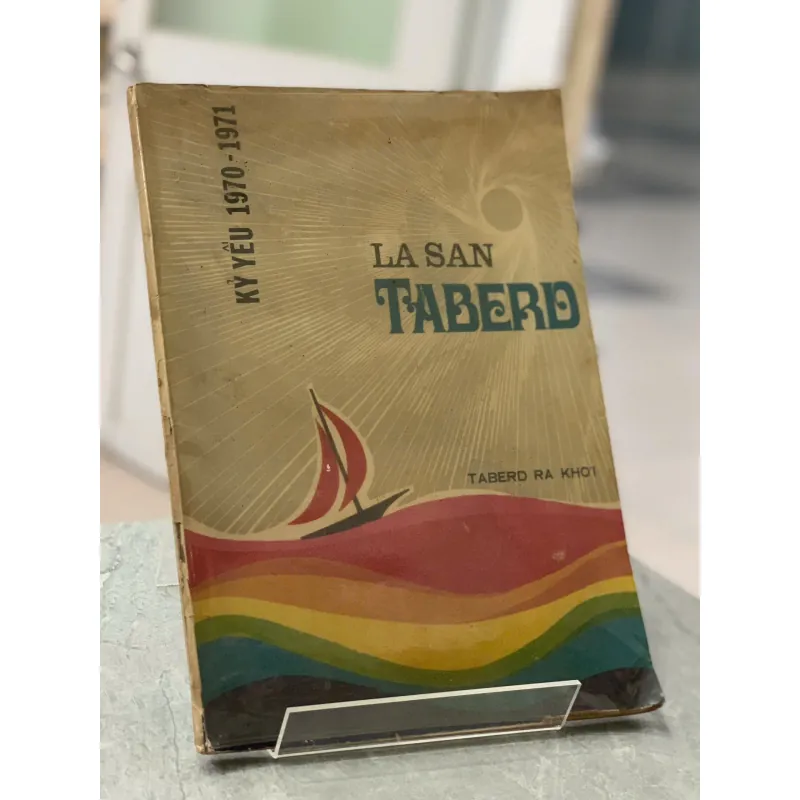 KỶ YẾU 1970-1971
LA SAN
TABERD
TABERD RA KHƠI